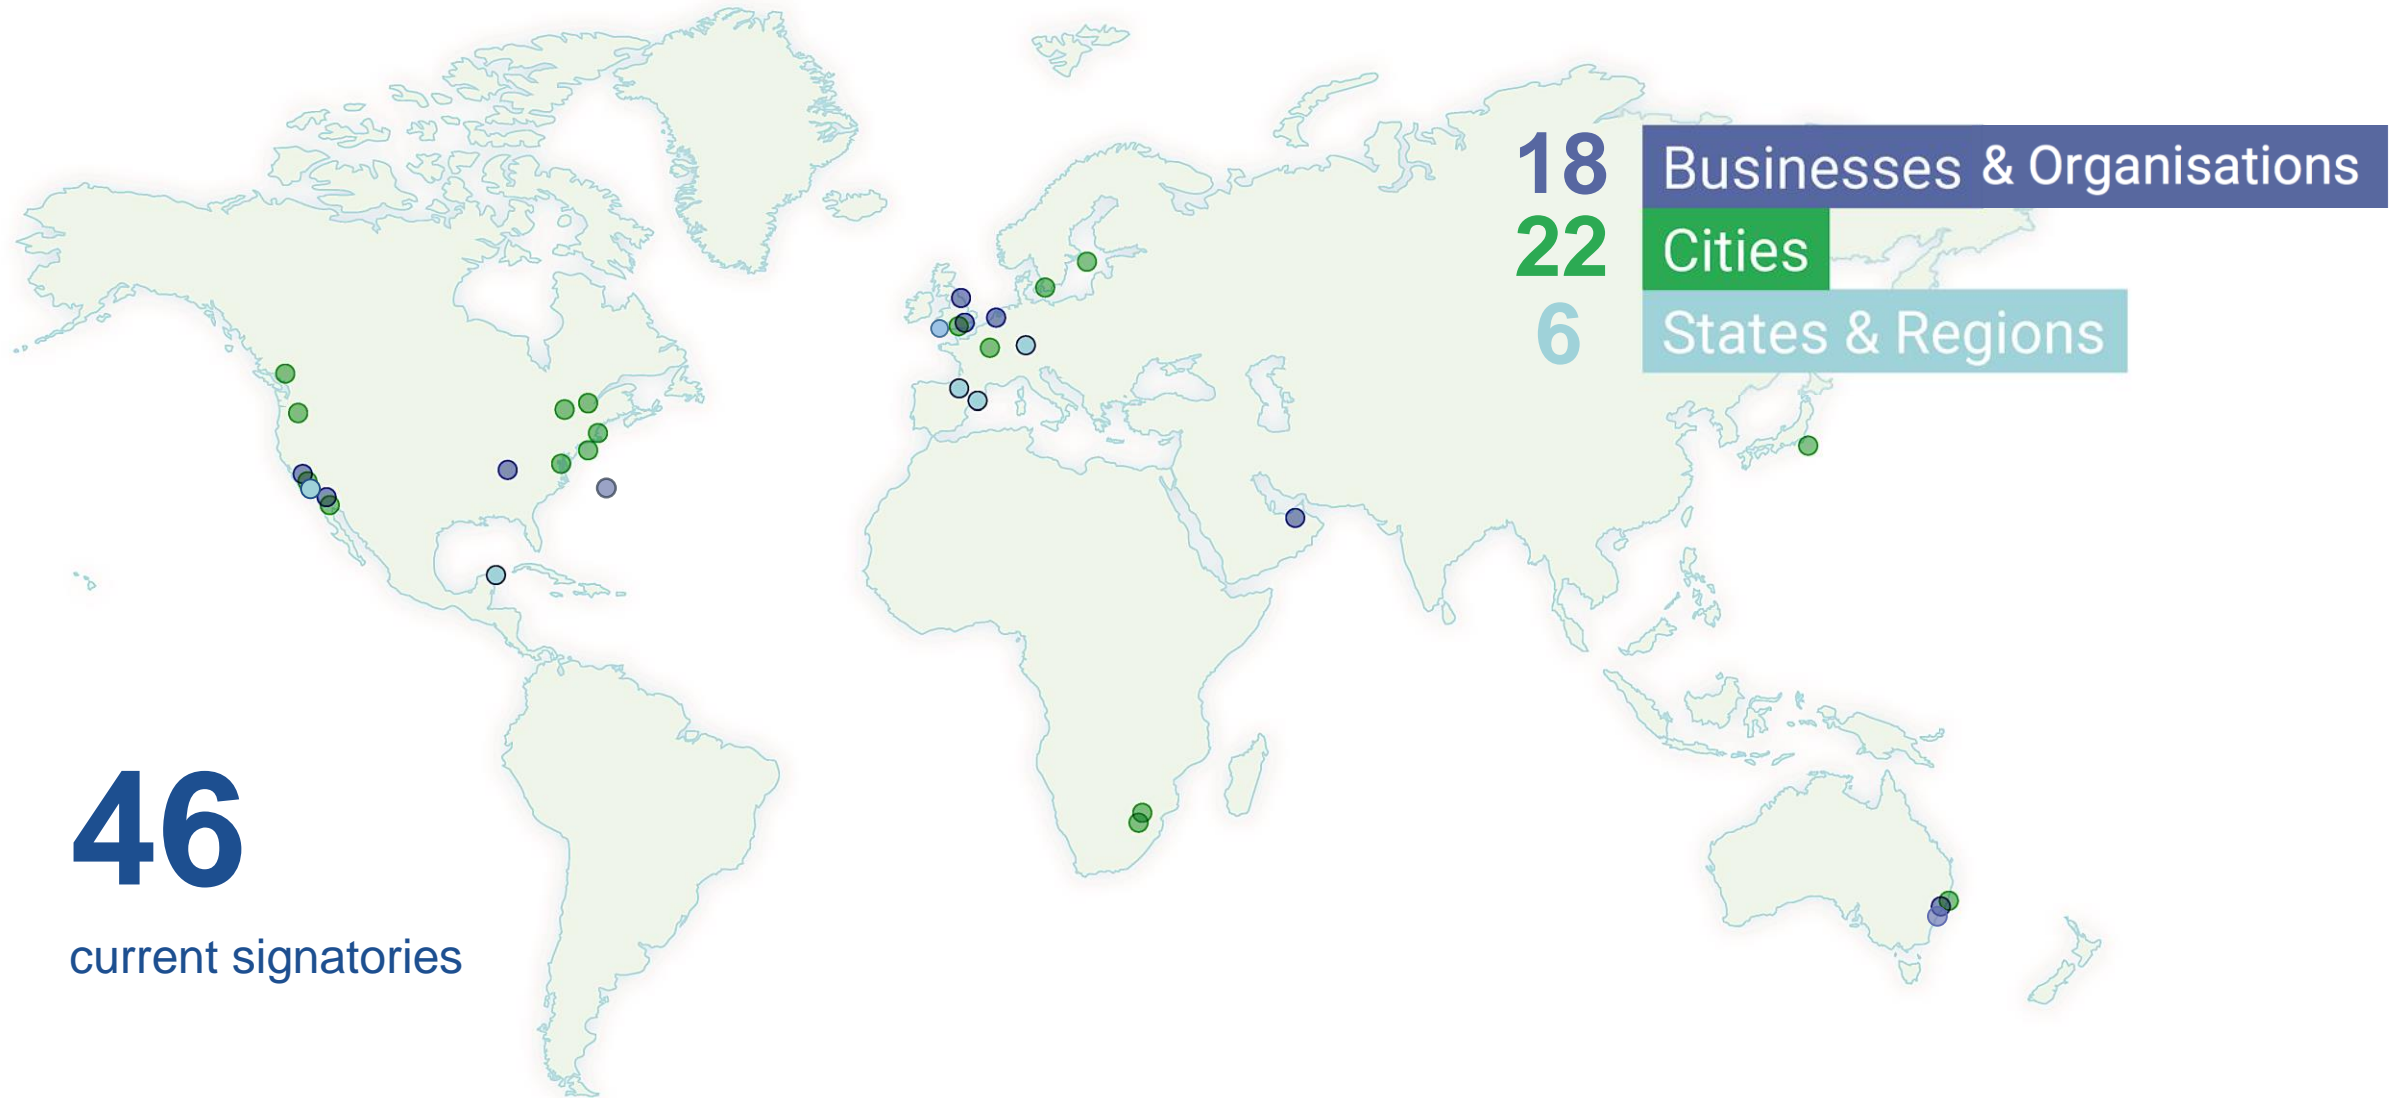 18 Businesses & Organisations
22 Cities
6 States & Regions
46
current signatories